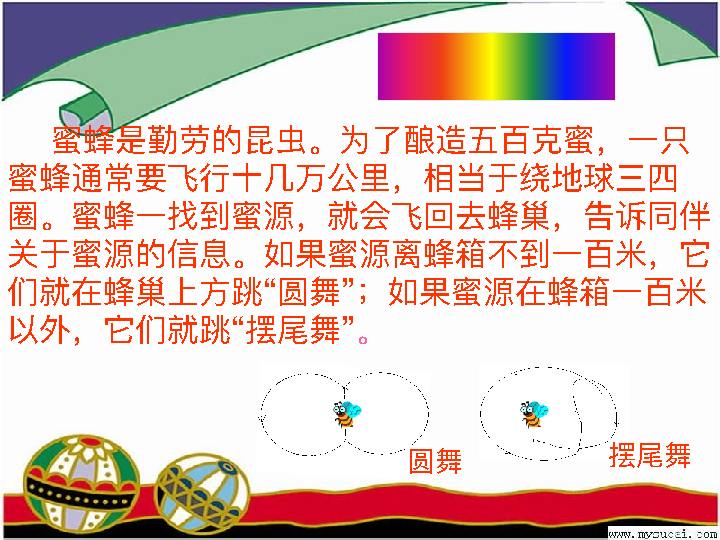 蜜蜂是勤劳的昆虫。为了酿造五百克蜜，一只
蜜蜂通常要飞行十几万公里，相当于绕地球三四
圈。蜜蜂一找到蜜源，就会飞回去蜂巢，告诉同伴
关于蜜源的信息。如果蜜源离蜂箱不到一百米，它
们就在蜂巢上方跳“圆舞”；如果蜜源在蜂箱一百米
以外，它们就跳“摆尾舞”。
圆舞
摆尾舞
www.mysucai.com